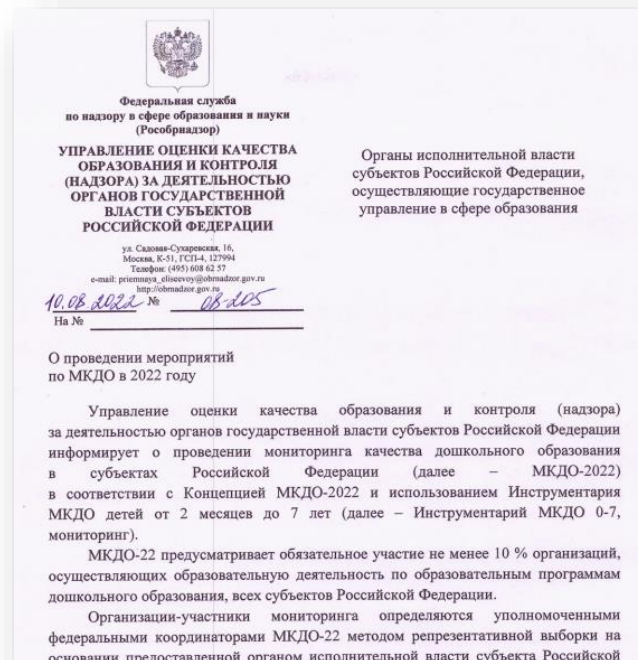 Федеральная служба
по надзору в сфере образования и науки
(Рособрнадзор)
УПРАВЛЕНИЕ ОЦЕНКИ КАЧЕСТВА
ОБРАЗОВАНИЯ И КОНТРОЛЯ
(НАДЗОРА) ЗА ДЕЯТЕЛЬНОСТЬЮ
ОРГАНОВ ГОСУДАРСТВЕННОЙ
ВЛАСТИ СУБЪЕКТОВ
РОССИЙСКОЙ ФЕДЕРАЦИИ
ул. Садовая-Сухаревская, 16,
Москва, К-51, ГСП-4, 127994
Телефон: (495) 608 62 57
e-mail: priemnaya_eliseevoy@obrnadzor.gov.ru
http://obrnadzor.gov.ru
10.08.2022 № 08-205
На №
Органы исполнительной власти
субъектов Российской Федерации,
осуществляющие государственное
управление в сфере образования
О проведении мероприятий
по МКДО в 2022 году
Управление оценки качества образования и контроля (надзора)
за деятельностью органов государственной власти субъектов Российской Федерации
информирует о проведении мониторинга качества дошкольного образования
в субъектах Российской Федерации (далее – МКДО-2022)
в соответствии с Концепцией МКДО-2022 и использованием Инструментария
МКДО детей от 2 месяцев до 7 лет (далее – Инструментарий МКДО 0-7,
мониторинг).
МКДО-22 предусматривает обязательное участие не менее 10 % организаций,
осуществляющих образовательную деятельность по образовательным программам
дошкольного образования, всех субъектов Российской Федерации.
Организации-участники мониторинга определяются уполномоченными
федеральными координаторами МКДО-22 методом репрезентативной выборки на
основании предоставленной органом исполнительной власти субъекта Российской